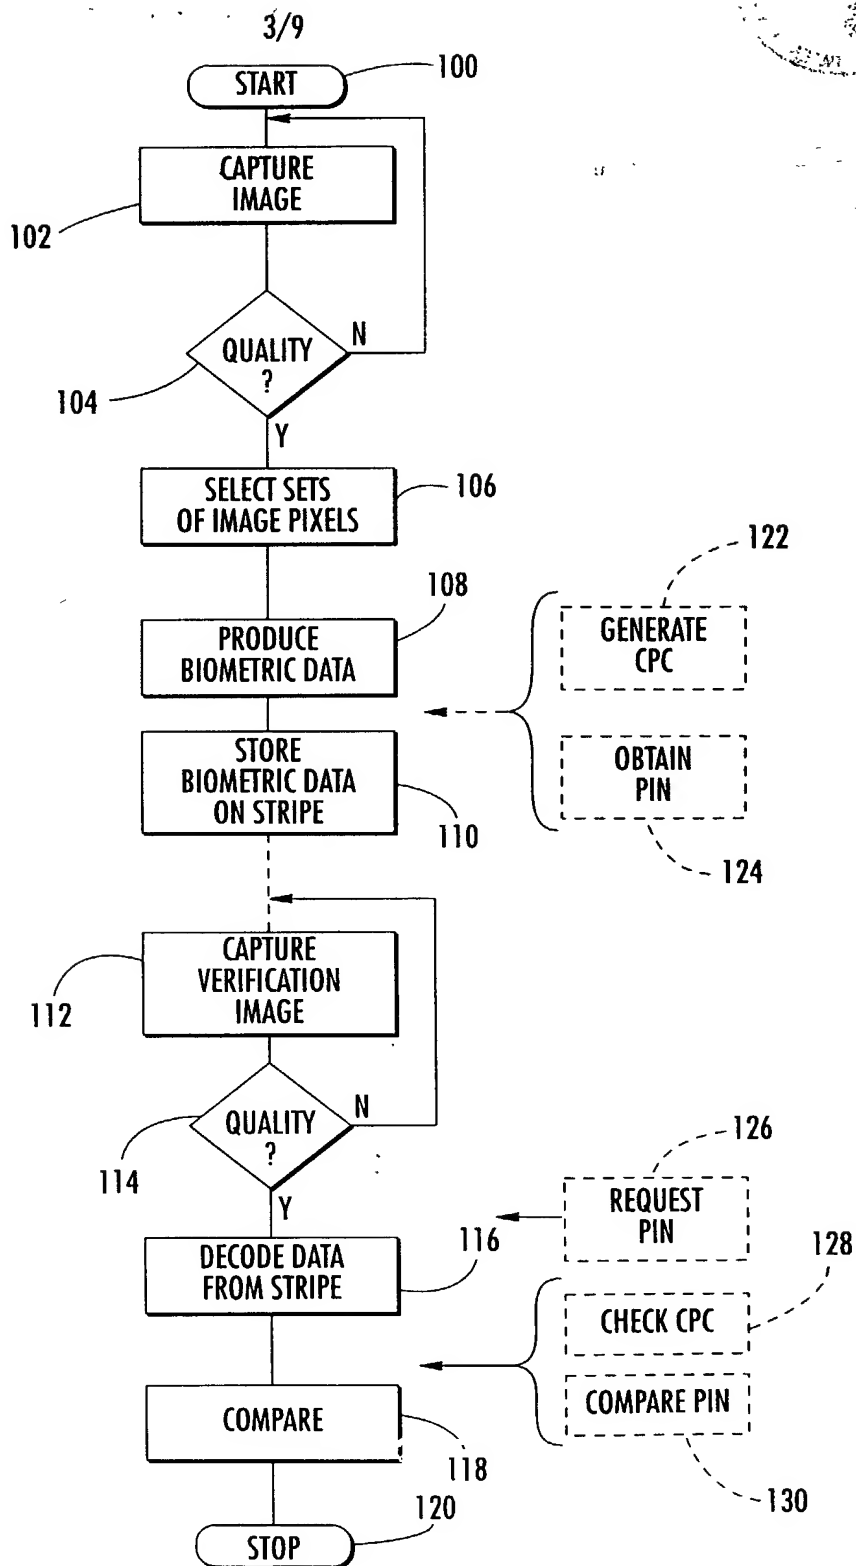 3/9
START
100
CAPTURE
IMAGE
102
QUALITY
?
N
104
Y
SELECT SETS
OF IMAGE PIXELS
106
122
108
GENERATE
CPC
PRODUCE
BIOMETRIC DATA
STORE
BIOMETRIC DATA
ON STRIPE
OBTAIN
PIN
110
124
CAPTURE
VERIFICATION
IMAGE
112
QUALITY
?
N
114
126
Y
REQUEST
PIN
116
128
DECODE DATA
FROM STRIPE
CHECK CPC
COMPARE
COMPARE PIN
118
130
120
STOP